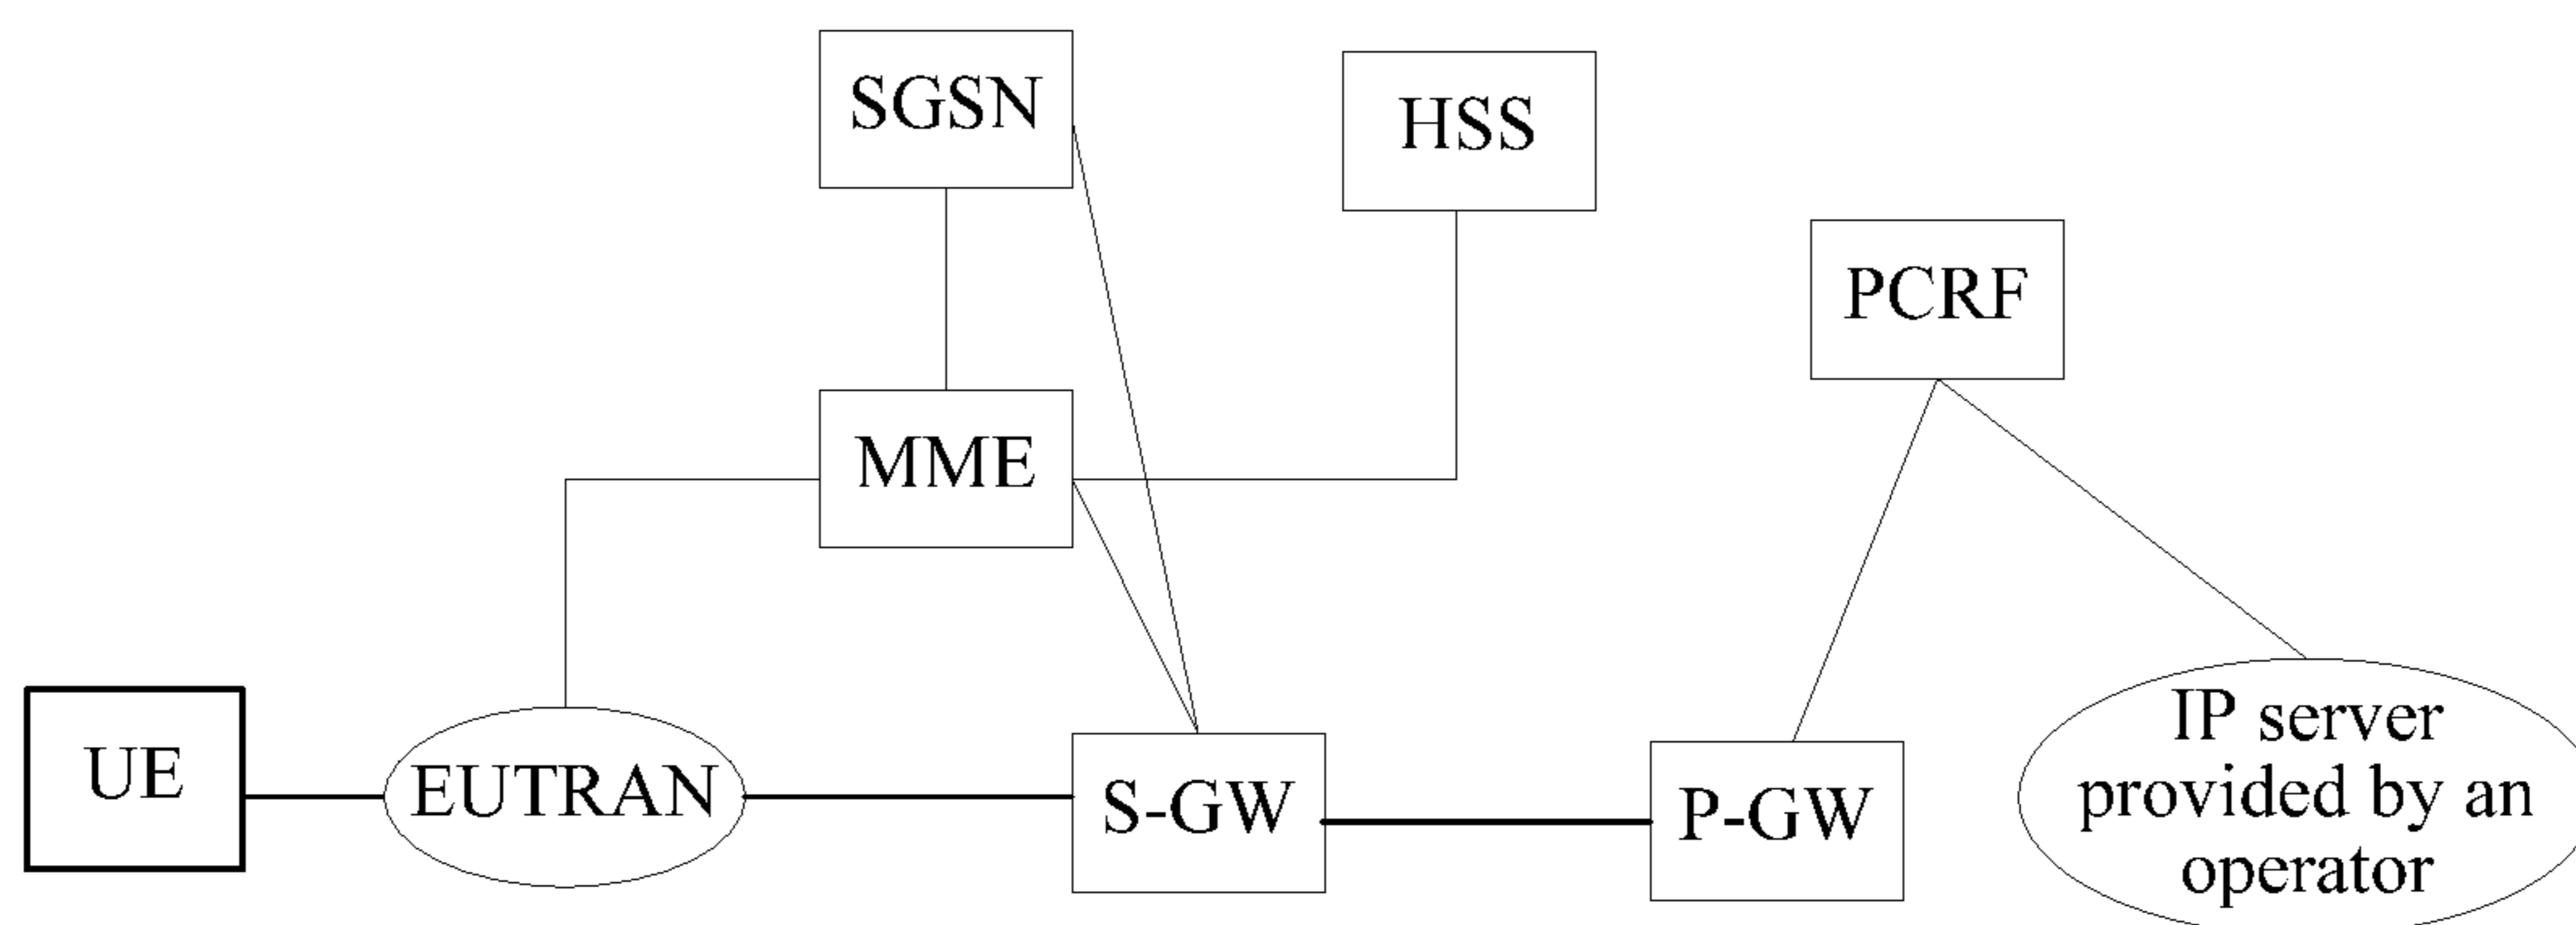 SGSN
HSS
PCRF
MME
UE
EUTRAN
S-GW
P-GW
IP server
provided by an
operator